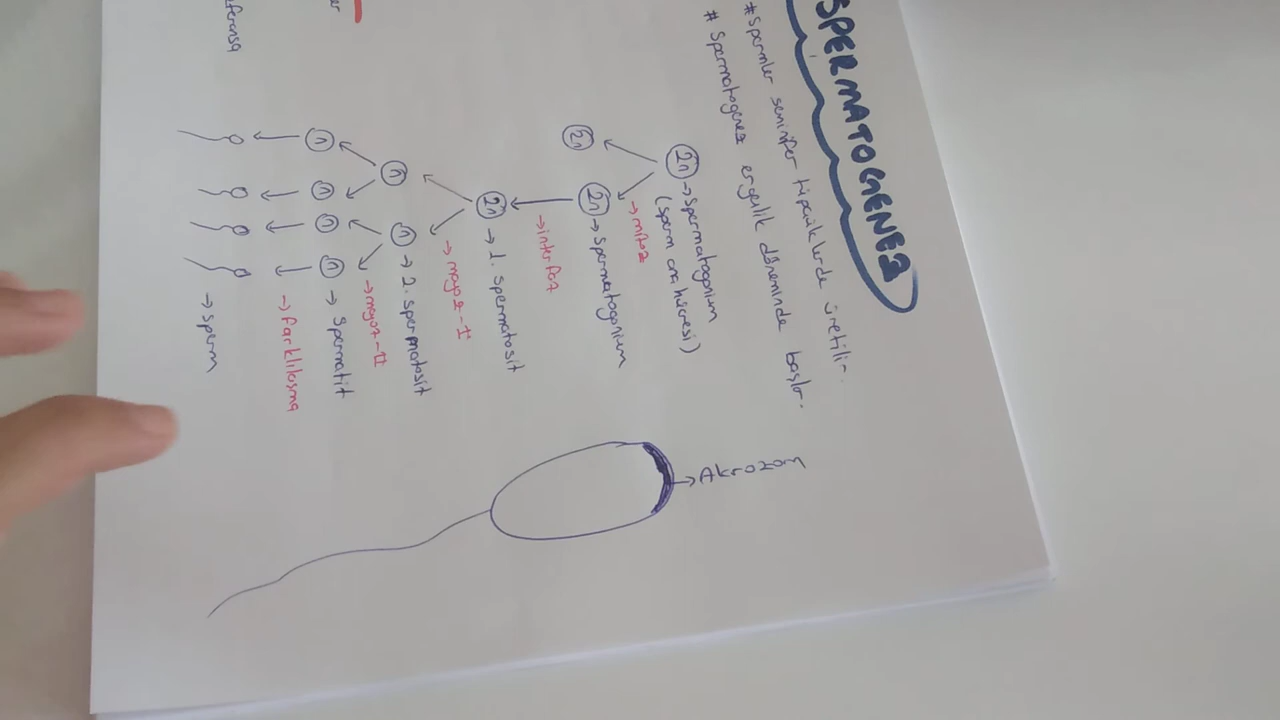 SPERMATOGENEZ
#Spermler seminifer tüpçüklerde üretilir.
# Spermatogenez ergenlik döneminde başlar.
2n → spermatogonium
(sperm ana hücresi)
→ mitoz
2n
2n → spermatogonium
→ interfaz
2n → 1. spermatosit
→ mayoz-I
n
n → 2. spermatosit
→ mayoz-II
n n n n → spermatit
→ farklılaşma
→ sperm
→ Akrozom